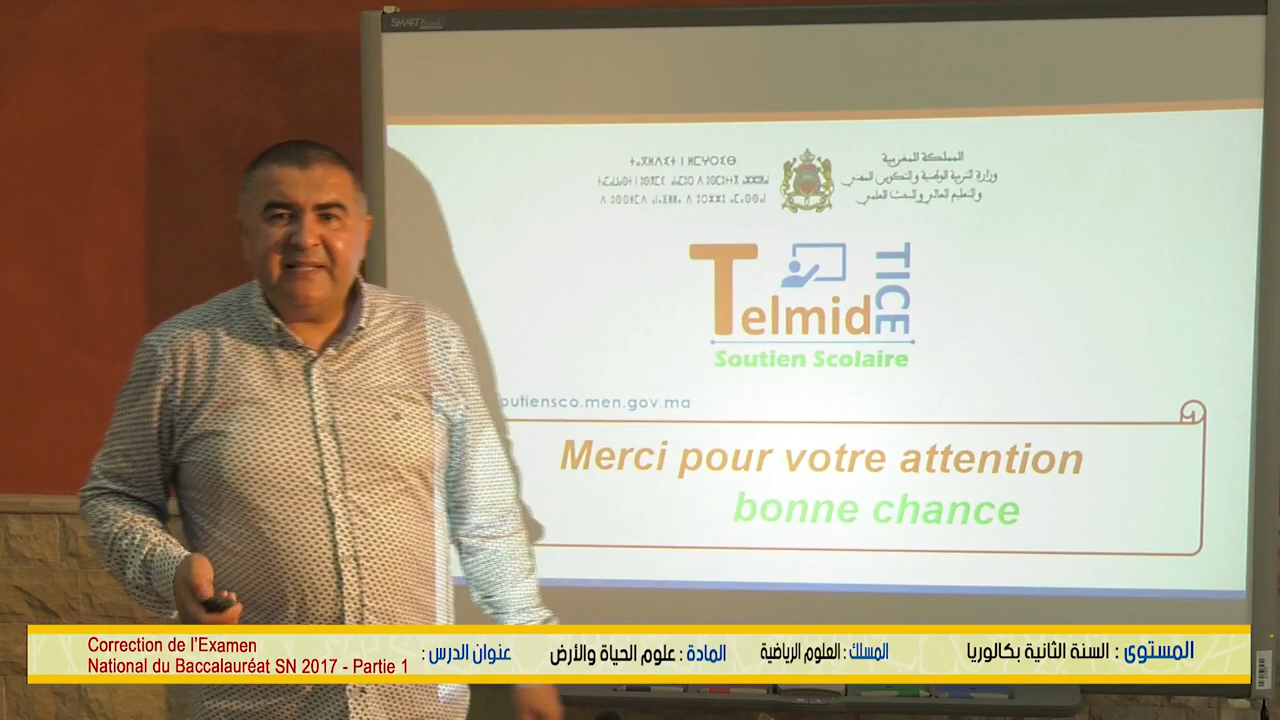 SMART
ⵜⴰⴳⵍⴷⵉⵜ ⵏ ⵍⵎⵖⵔⵉⴱ
المملكة المغربية
وزارة التربية الوطنية والتكوين المهني
والتعليم العالي والبحث العلمي
Telmid TICE
Soutien Scolaire
outiensco.men.gov.ma
Merci pour votre attention
bonne chance
المستوى : السنة الثانية بكالوريا
المسلك : العلوم الرياضية
المادة : علوم الحياة والأرض
عنوان الدرس :
Correction de l'Examen
National du Baccalauréat SN 2017 - Partie 1